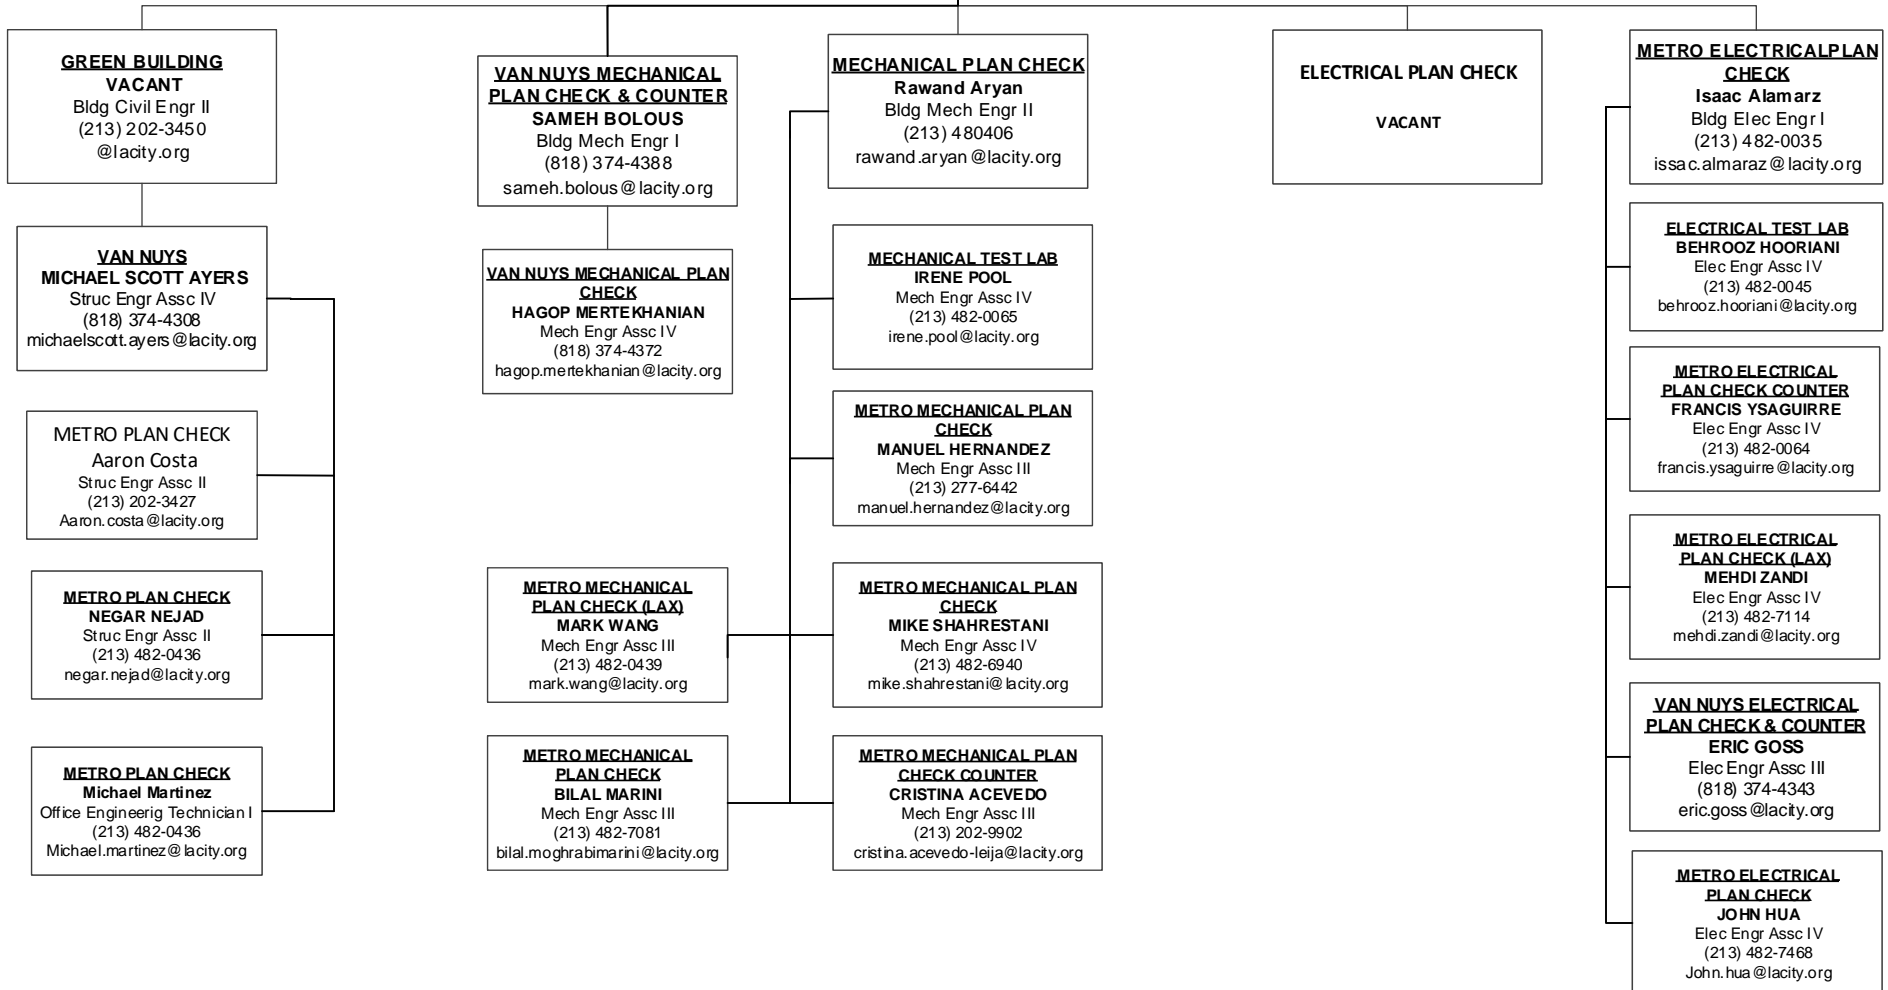 GREEN BUILDING
VACANT
Bldg Civil Engr II
(213) 202-3450
@lacity.org
VAN NUYS
MICHAEL SCOTT AYERS
Struc Engr Assc IV
(818) 374-4308
michaelscott.ayers@lacity.org
METRO PLAN CHECK
Aaron Costa
Struc Engr Assc II
(213) 202-3427
Aaron.costa@lacity.org
METRO PLAN CHECK
NEGAR NEJAD
Struc Engr Assc II
(213) 482-0436
negar.nejad@lacity.org
METRO PLAN CHECK
Michael Martinez
Office Engineerig Technician I
(213) 482-0436
Michael.martinez@lacity.org
VAN NUYS MECHANICAL
PLAN CHECK & COUNTER
SAMEH BOLOUS
Bldg Mech Engr I
(818) 374-4388
sameh.bolous@lacity.org
VAN NUYS MECHANICAL PLAN
CHECK
HAGOP MERTEKHANIAN
Mech Engr Assc IV
(818) 374-4372
hagop.mertekhanian@lacity.org
METRO MECHANICAL
PLAN CHECK (LAX)
MARK WANG
Mech Engr Assc III
(213) 482-0439
mark.wang@lacity.org
METRO MECHANICAL
PLAN CHECK
BILAL MARINI
Mech Engr Assc III
(213) 482-7081
bilal.moghrabimarini@lacity.org
MECHANICAL PLAN CHECK
Rawand Aryan
Bldg Mech Engr II
(213) 480406
rawand.aryan@lacity.org
MECHANICAL TEST LAB
IRENE POOL
Mech Engr Assc IV
(213) 482-0065
irene.pool@lacity.org
METRO MECHANICAL PLAN
CHECK
MANUEL HERNANDEZ
Mech Engr Assc III
(213) 277-6442
manuel.hernandez@lacity.org
METRO MECHANICAL PLAN
CHECK
MIKE SHAHRESTANI
Mech Engr Assc IV
(213) 482-6940
mike.shahrestani@lacity.org
METRO MECHANICAL PLAN
CHECK COUNTER
CRISTINA ACEVEDO
Mech Engr Assc III
(213) 202-9902
cristina.acevedo-leija@lacity.org
ELECTRICAL PLAN CHECK
VACANT
METRO ELECTRICALPLAN
CHECK
Isaac Alamarz
Bldg Elec Engr I
(213) 482-0035
issac.almaraz@lacity.org
ELECTRICAL TEST LAB
BEHROOZ HOORIANI
Elec Engr Assc IV
(213) 482-0045
behrooz.hooriani@lacity.org
METRO ELECTRICAL
PLAN CHECK COUNTER
FRANCIS YSAGUIRRE
Elec Engr Assc IV
(213) 482-0064
francis.ysaguirre@lacity.org
METRO ELECTRICAL
PLAN CHECK (LAX)
MEHDI ZANDI
Elec Engr Assc IV
(213) 482-7114
mehdi.zandi@lacity.org
VAN NUYS ELECTRICAL
PLAN CHECK & COUNTER
ERIC GOSS
Elec Engr Assc III
(818) 374-4343
eric.goss@lacity.org
METRO ELECTRICAL
PLAN CHECK
JOHN HUA
Elec Engr Assc IV
(213) 482-7468
John.hua@lacity.org